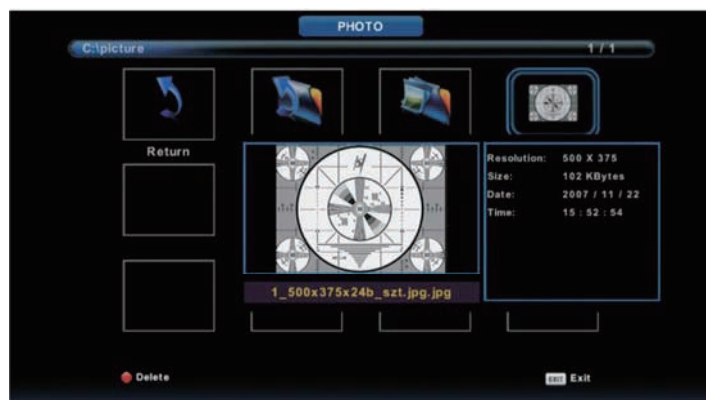 PHOTO
C:\picture
1 / 1
Return
Resolution: 500 X 375
Size: 102 KBytes
Date: 2007 / 11 / 22
Time: 15 : 52 : 54
1_500x375x24b_szt.jpg.jpg
Delete
EXIT Exit